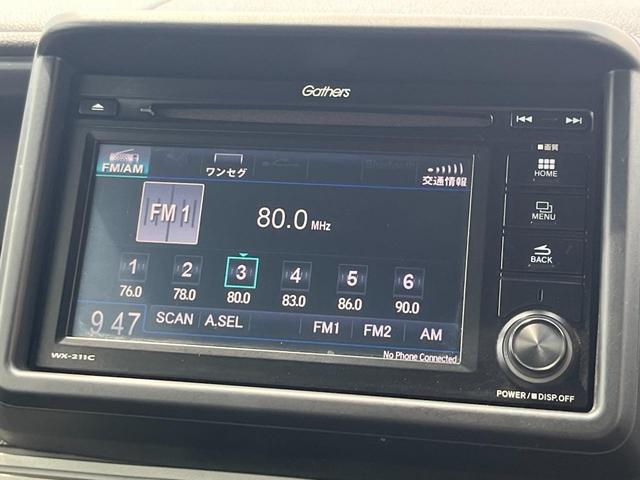 Gathers
■画質
HOME
MENU
BACK
FM/AM
ワンセグ
交通情報
FM 1
80.0 MHz
1 2 3 4 5 6
76.0 78.0 80.0 83.0 86.0 90.0
9 47
SCAN A.SEL FM1 FM2 AM
No Phone Connected
WX-211C
POWER/■DISP.OFF